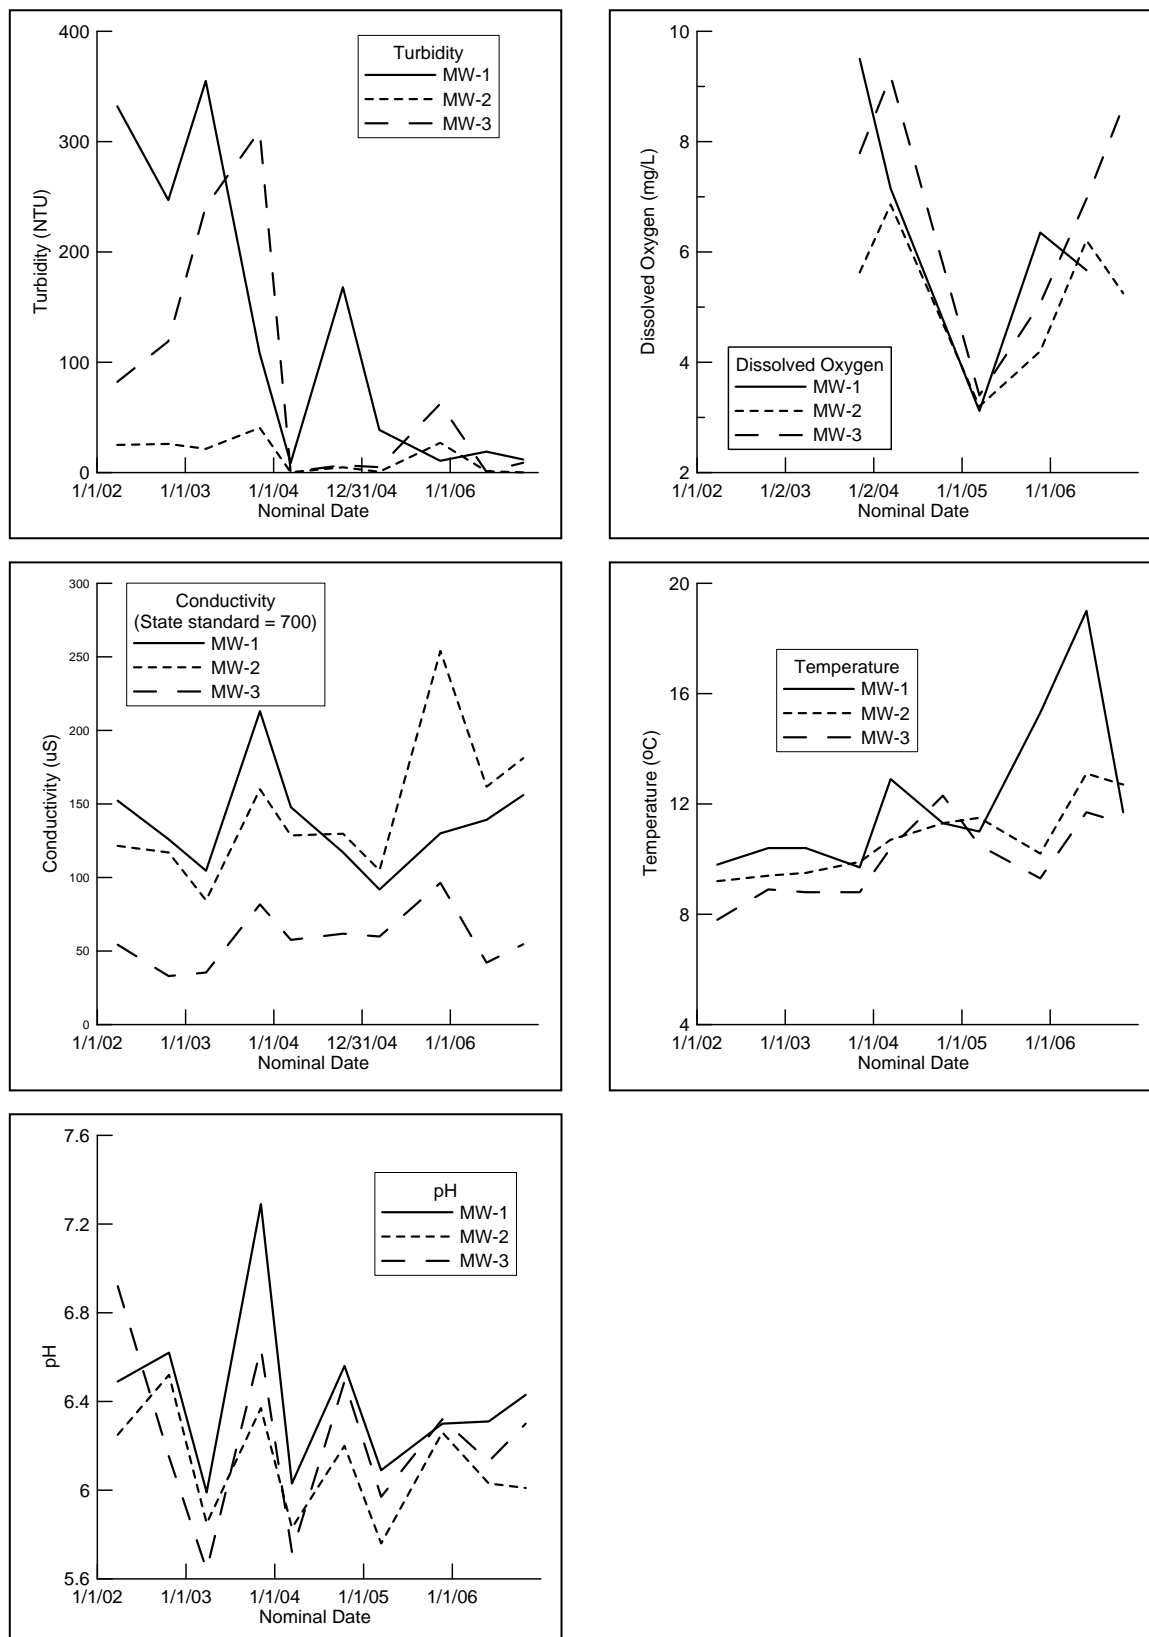 400
300
200
100
0
Turbidity (NTU)
1/1/02 1/1/03 1/1/04 12/31/04 1/1/06
Nominal Date
Turbidity
MW-1
MW-2
MW-3
10
8
6
4
2
Dissolved Oxygen (mg/L)
1/1/02 1/2/03 1/2/04 1/1/05 1/1/06
Nominal Date
Dissolved Oxygen
MW-1
MW-2
MW-3
300
250
200
150
100
50
0
Conductivity (uS)
1/1/02 1/1/03 1/1/04 12/31/04 1/1/06
Nominal Date
Conductivity
(State standard = 700)
MW-1
MW-2
MW-3
20
16
12
8
4
Temperature (oC)
1/1/02 1/1/03 1/1/04 1/1/05 1/1/06
Nominal Date
Temperature
MW-1
MW-2
MW-3
7.6
7.2
6.8
6.4
6
5.6
pH
1/1/02 1/1/03 1/1/04 1/1/05 1/1/06
Nominal Date
pH
MW-1
MW-2
MW-3